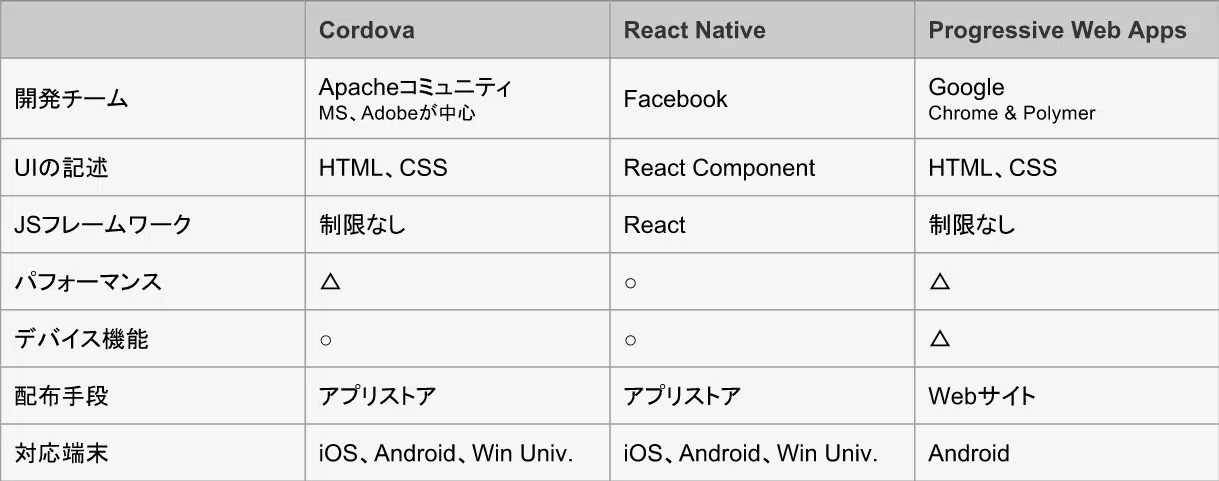 Cordova React Native Progressive Web Apps
開発チーム Apacheコミュニティ Facebook Google
MS、Adobeが中心 Chrome & Polymer
UIの記述 HTML、CSS React Component HTML、CSS
JSフレームワーク 制限なし React 制限なし
パフォーマンス △ ○ △
デバイス機能 ○ ○ △
配布手段 アプリストア アプリストア Webサイト
対応端末 iOS、Android、Win Univ. iOS、Android、Win Univ. Android